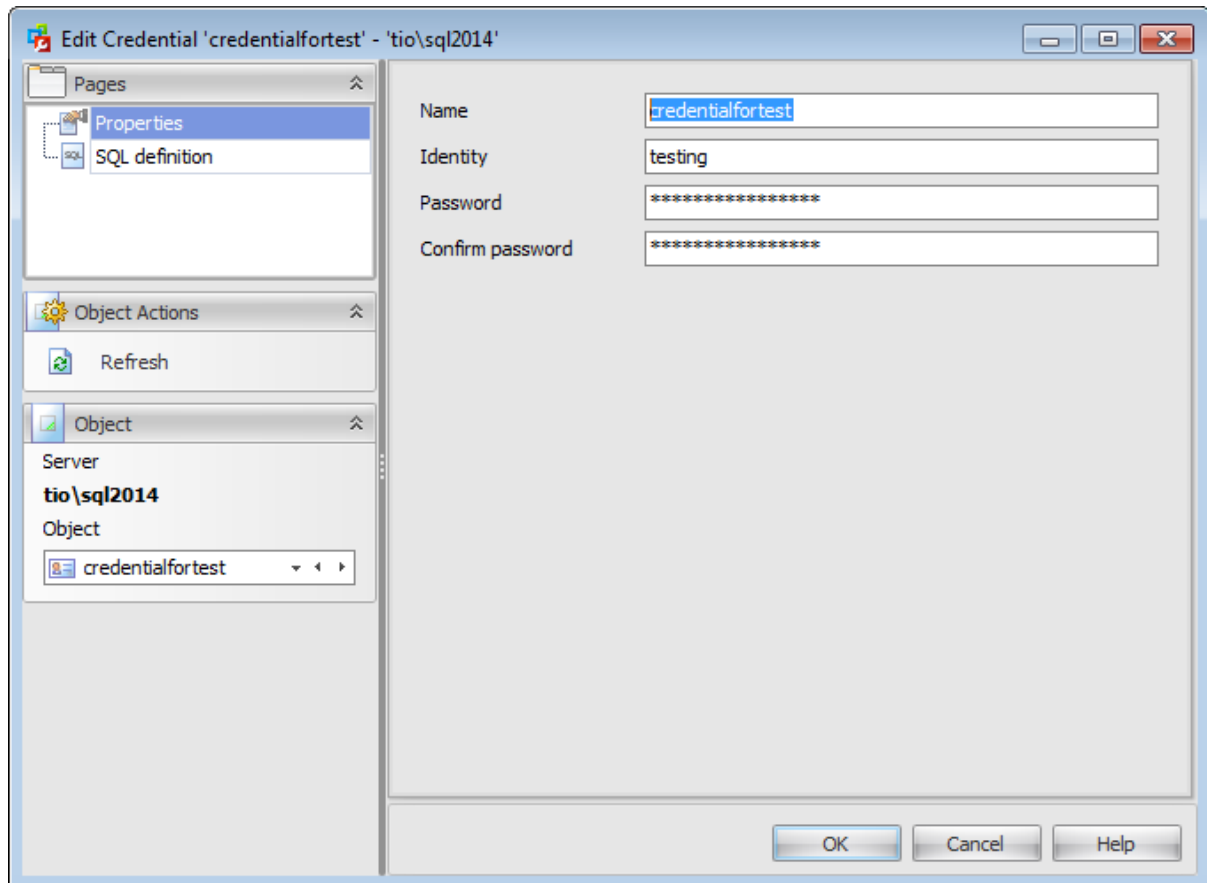 Edit Credential 'credentialfortest' - 'tio\sql2014'
Pages
Properties
SQL
SQL definition
Object Actions
Refresh
Object
Server
tio\sql2014
Object
credentialfortest
Name
credentialfortest
Identity
testing
Password
****************
Confirm password
****************
OK
Cancel
Help